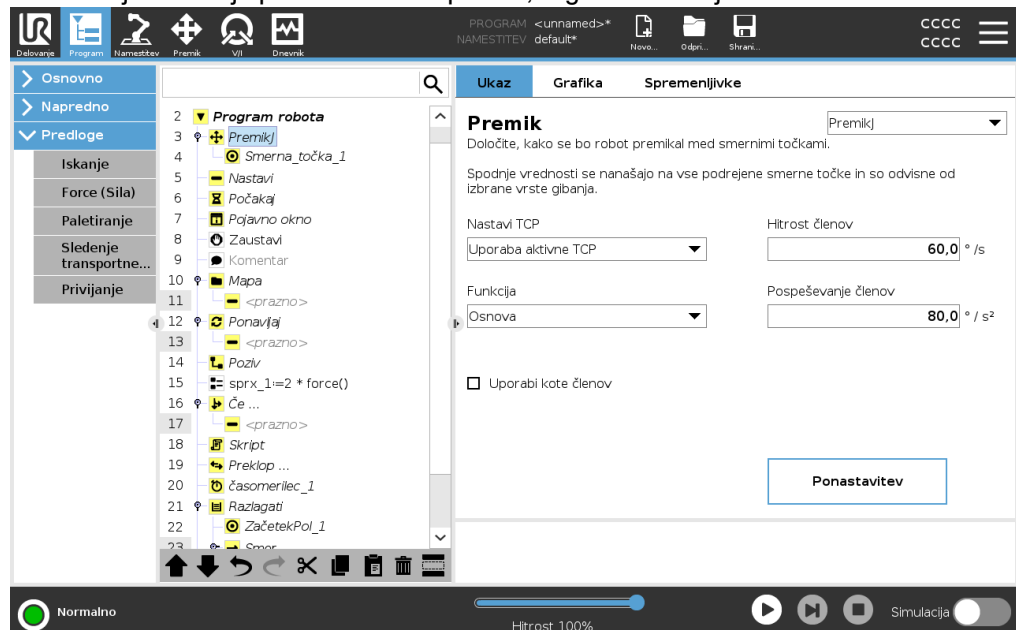 PROGRAM <unnamed>*
NAMESTITEV default*
Delovanje
Program
Namestitev
Premik
V/I
Dnevnik
Novo...
Odpri...
Shrani...
cccc
cccc
Osnovno
Napredno
Predloge
Iskanje
Force (Sila)
Paletiranje
Sledenje
transportne...
Privijanje
2 Program robota
3 PremikJ
4 Smerna_točka_1
5 Nastavi
6 Počakaj
7 Pojavno okno
8 Zaustavi
9 Komentar
10 Mapa
11 <prazno>
12 Ponavljaj
13 <prazno>
14 Poziv
15 sprx_1:=2 * force()
16 Če ...
17 <prazno>
18 Skript
19 Preklop ...
20 časomerilec_1
21 Razlagati
22 ZačetekPol_1
23 Smer
Ukaz
Grafika
Spremenljivke
Premik
PremikJ
Določite, kako se bo robot premikal med smernimi točkami.
Spodnje vrednosti se nanašajo na vse podrejene smerne točke in so odvisne od
izbrane vrste gibanja.
Nastavi TCP
Hitrost členov
Uporaba aktivne TCP
60,0 ° /s
Funkcija
Pospeševanje členov
Osnova
80,0 ° / s²
Uporabi kote členov
Ponastavitev
Normalno
Hitrost 100%
Simulacija